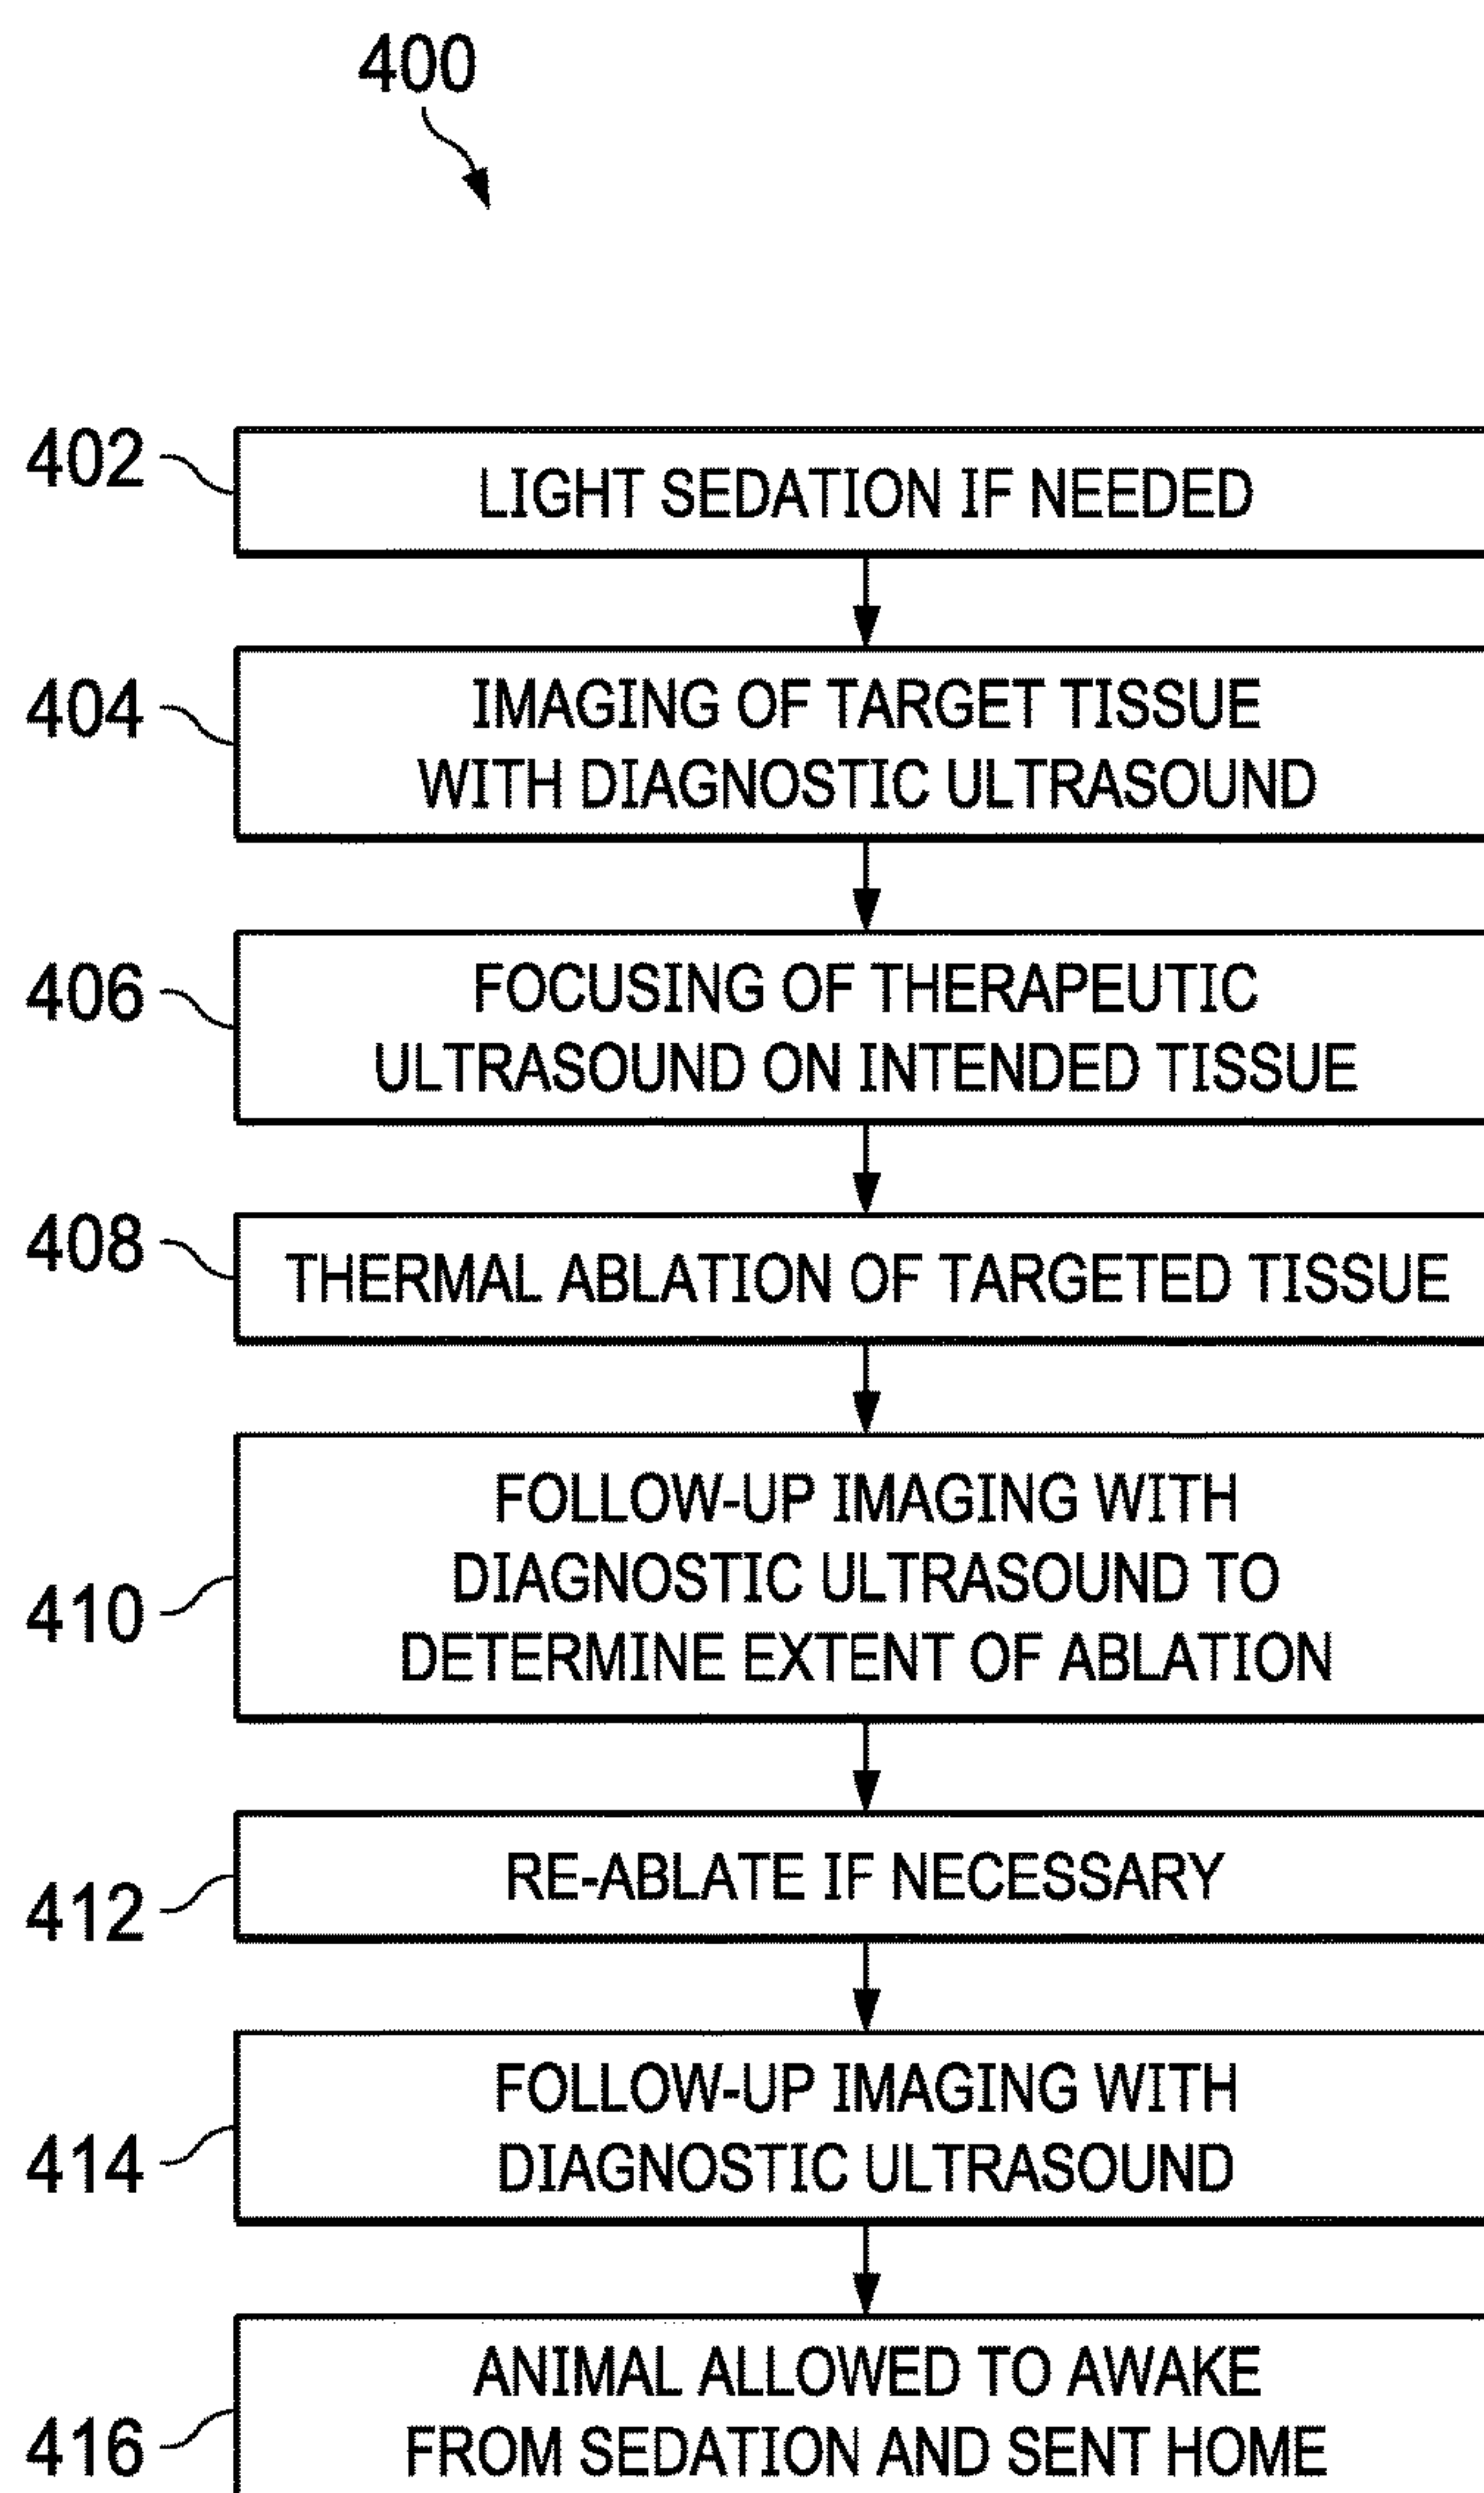 400
402
LIGHT SEDATION IF NEEDED
404
IMAGING OF TARGET TISSUE
WITH DIAGNOSTIC ULTRASOUND
406
FOCUSING OF THERAPEUTIC
ULTRASOUND ON INTENDED TISSUE
408
THERMAL ABLATION OF TARGETED TISSUE
410
FOLLOW-UP IMAGING WITH
DIAGNOSTIC ULTRASOUND TO
DETERMINE EXTENT OF ABLATION
412
RE-ABLATE IF NECESSARY
414
FOLLOW-UP IMAGING WITH
DIAGNOSTIC ULTRASOUND
416
ANIMAL ALLOWED TO AWAKE
FROM SEDATION AND SENT HOME